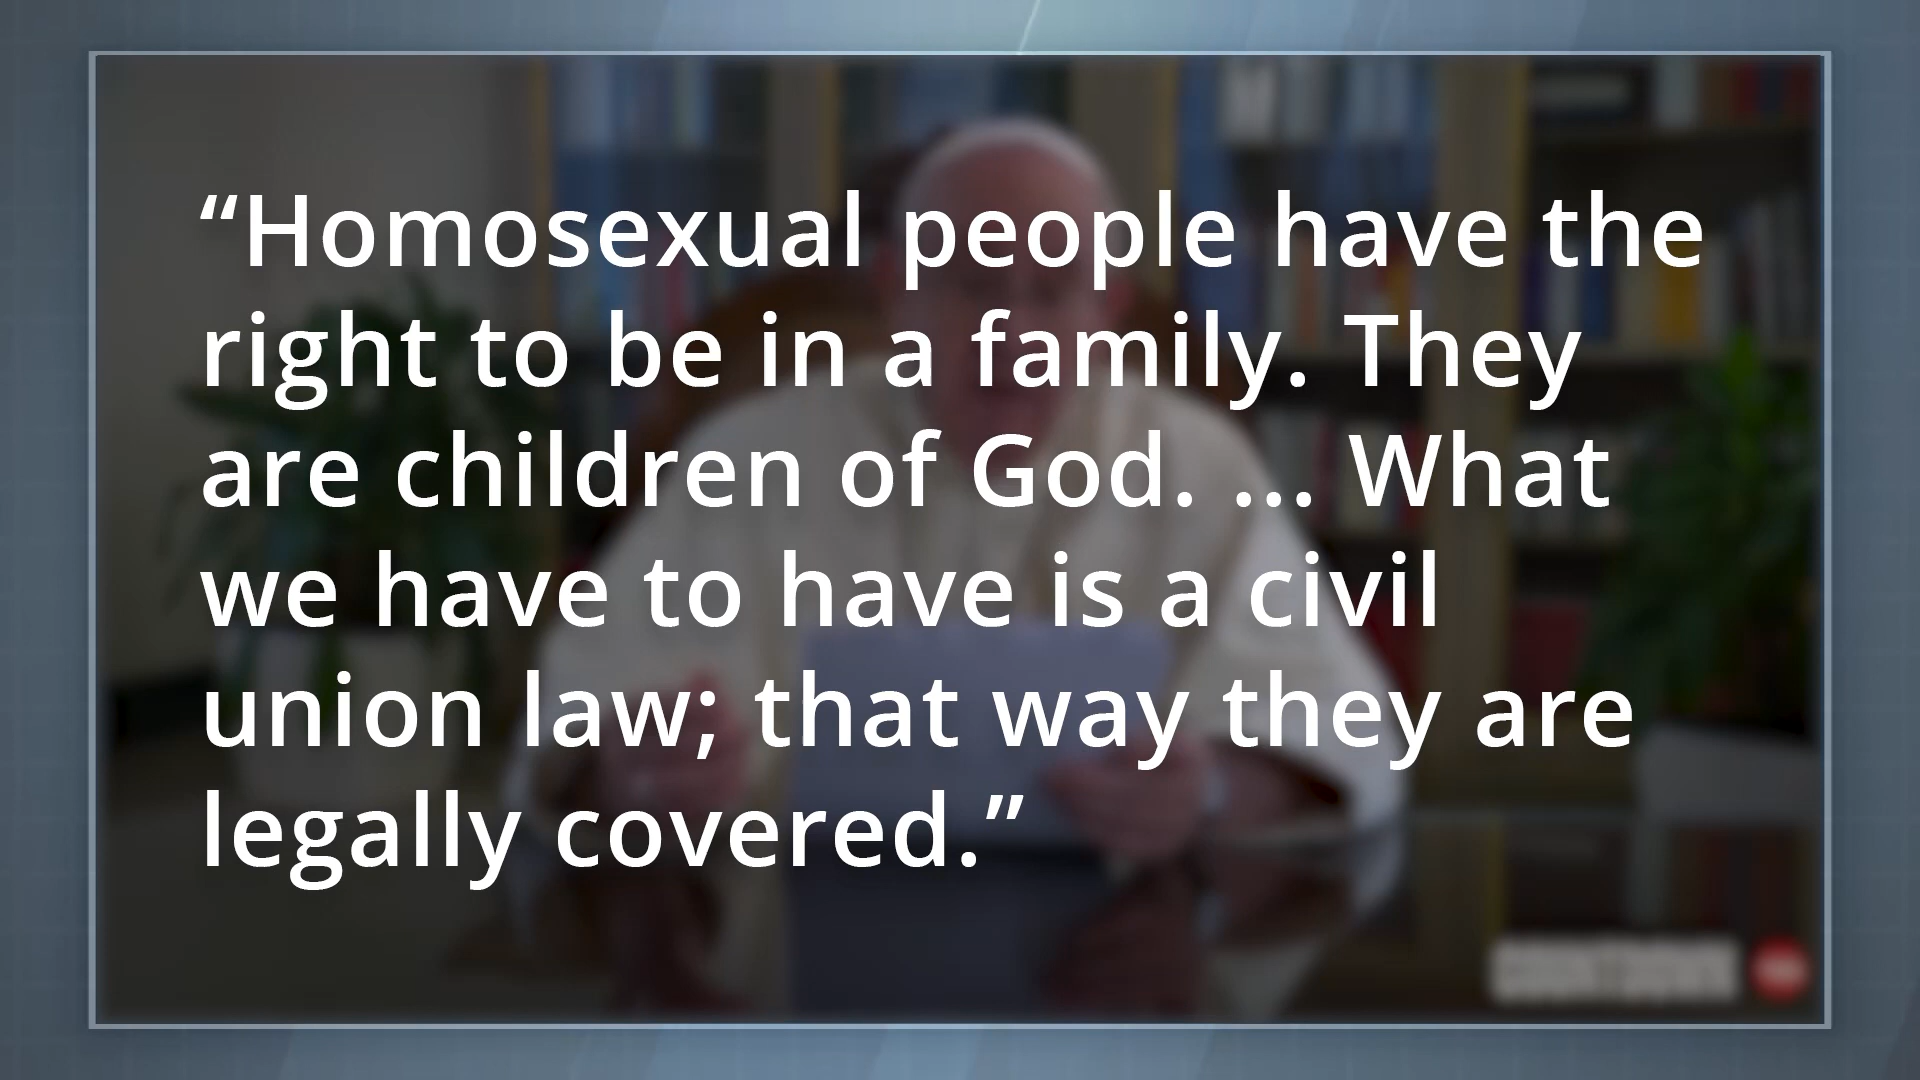 “Homosexual people have the
right to be in a family. They
are children of God. ... What
we have to have is a civil
union law; that way they are
legally covered.”
COUNTDOWN